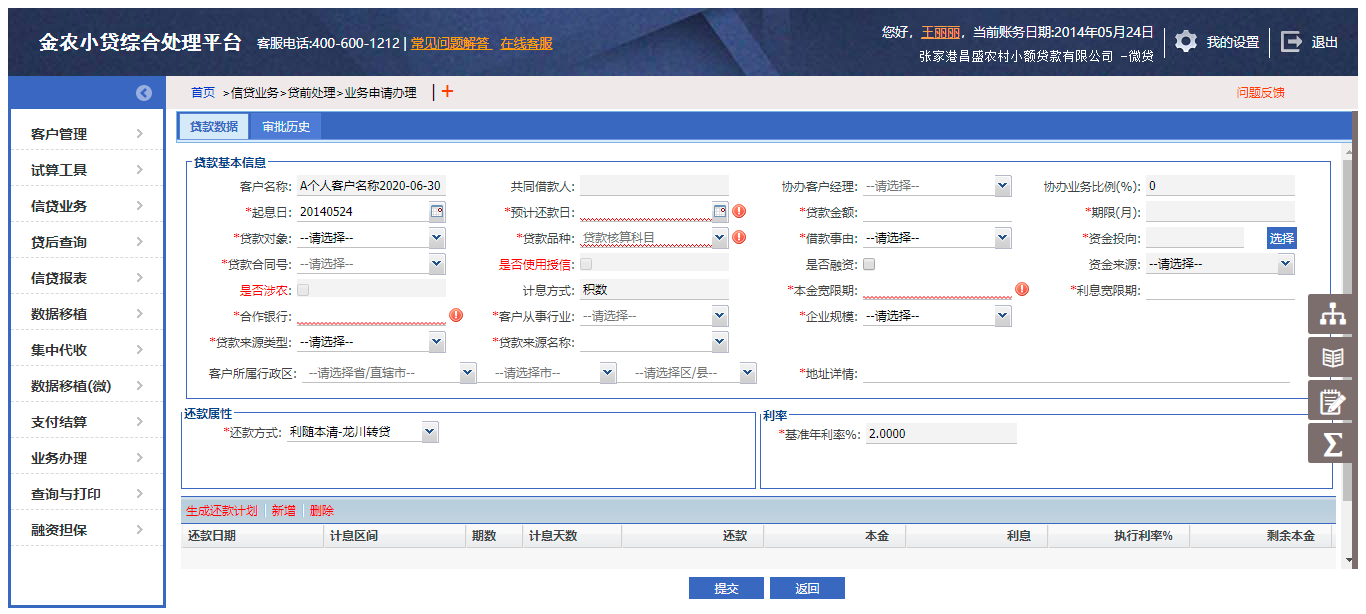 金农小贷综合处理平台 客服电话:400-600-1212 | 常见问题解答 在线客服
您好, 王丽丽, 当前账务日期:2014年05月24日
张家港昌盛农村小额贷款有限公司 -微贷
我的设置 退出
首页 >信贷业务>贷前处理>业务申请办理 | +
问题反馈
客户管理
试算工具
信贷业务
贷后查询
信贷报表
数据移植
集中代收
数据移植(微)
支付结算
业务办理
查询与打印
融资担保
贷款数据 审批历史
贷款基本信息
客户名称: A个人客户名称2020-06-30 共同借款人: 协办客户经理: --请选择-- 协办业务比例(%): 0
*起息日: 20140524 *预计还款日: *贷款金额: *期限(月):
*贷款对象: --请选择-- *贷款品种: 贷款核算科目 *借款事由: --请选择-- *资金投向: 选择
*贷款合同号: --请选择-- 是否使用授信: 是否融资: 资金来源: --请选择--
是否涉农: 计息方式: 积数 *本金宽限期: *利息宽限期:
*合作银行: *客户从事行业: --请选择-- *企业规模: --请选择--
*贷款来源类型: --请选择-- *贷款来源名称:
客户所属行政区: --请选择省/直辖市-- --请选择市-- --请选择区/县-- *地址详情:
还款属性
*还款方式: 利随本清-龙川转贷
利率
*基准年利率%: 2.0000
生成还款计划 新增 删除
还款日期 计息区间 期数 计息天数 还款 本金 利息 执行利率% 剩余本金
提交 返回